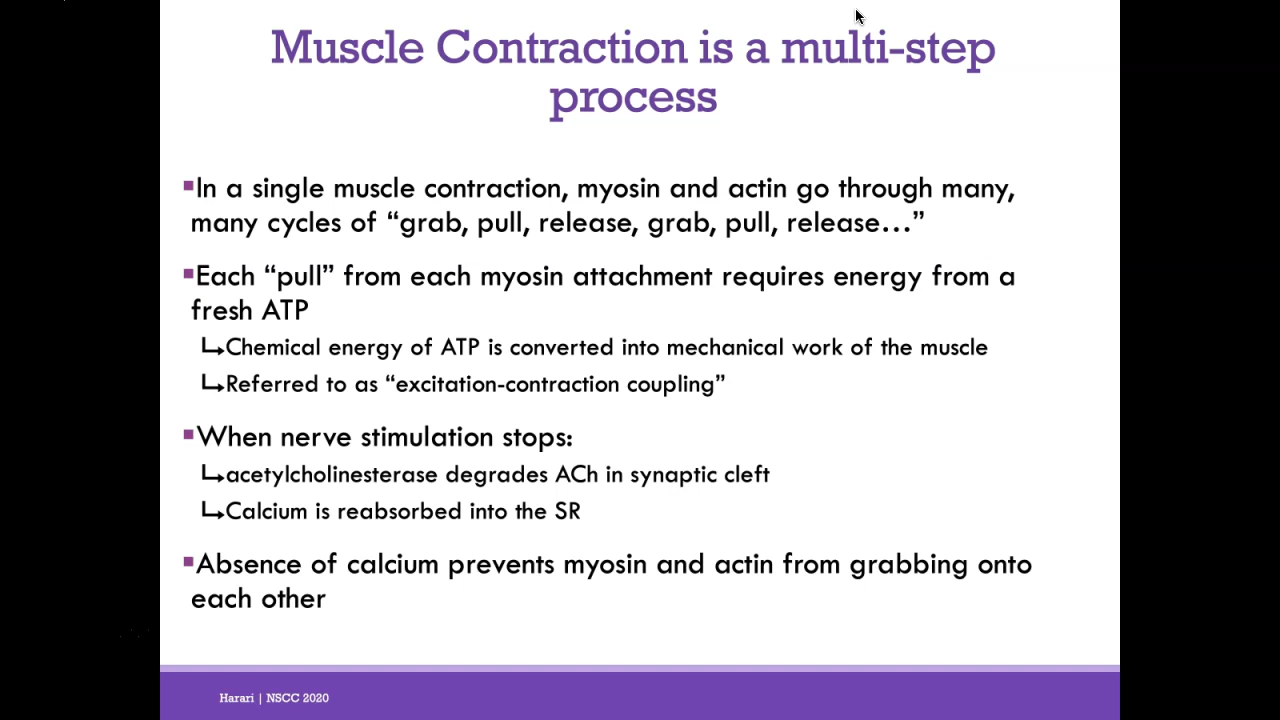 Muscle Contraction is a multi-step
process
▪In a single muscle contraction, myosin and actin go through many,
many cycles of “grab, pull, release, grab, pull, release…”
▪Each “pull” from each myosin attachment requires energy from a
fresh ATP
↳Chemical energy of ATP is converted into mechanical work of the muscle
↳Referred to as “excitation-contraction coupling”
▪When nerve stimulation stops:
↳acetylcholinesterase degrades ACh in synaptic cleft
↳Calcium is reabsorbed into the SR
▪Absence of calcium prevents myosin and actin from grabbing onto
each other
Harari | NSCC 2020